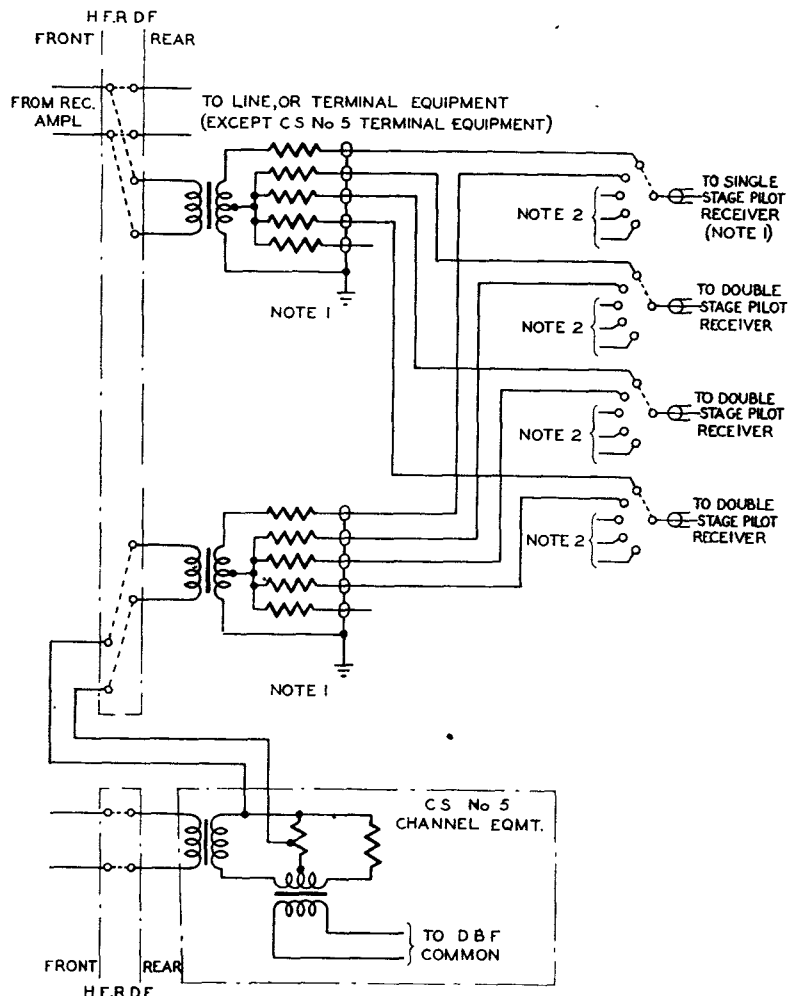 H.F.R.D.F.
FRONT
REAR
FROM REC.
AMPL
TO LINE, OR TERMINAL EQUIPMENT
(EXCEPT C S No 5 TERMINAL EQUIPMENT)
NOTE 1
NOTE 2
TO SINGLE
STAGE PILOT
RECEIVER
(NOTE 1)
NOTE 2
TO DOUBLE
STAGE PILOT
RECEIVER
NOTE 2
TO DOUBLE
STAGE PILOT
RECEIVER
NOTE 2
TO DOUBLE
STAGE PILOT
RECEIVER
NOTE 1
C S No 5
CHANNEL EQMT.
TO D B F
COMMON
FRONT
REAR
H.F.R.D.F.